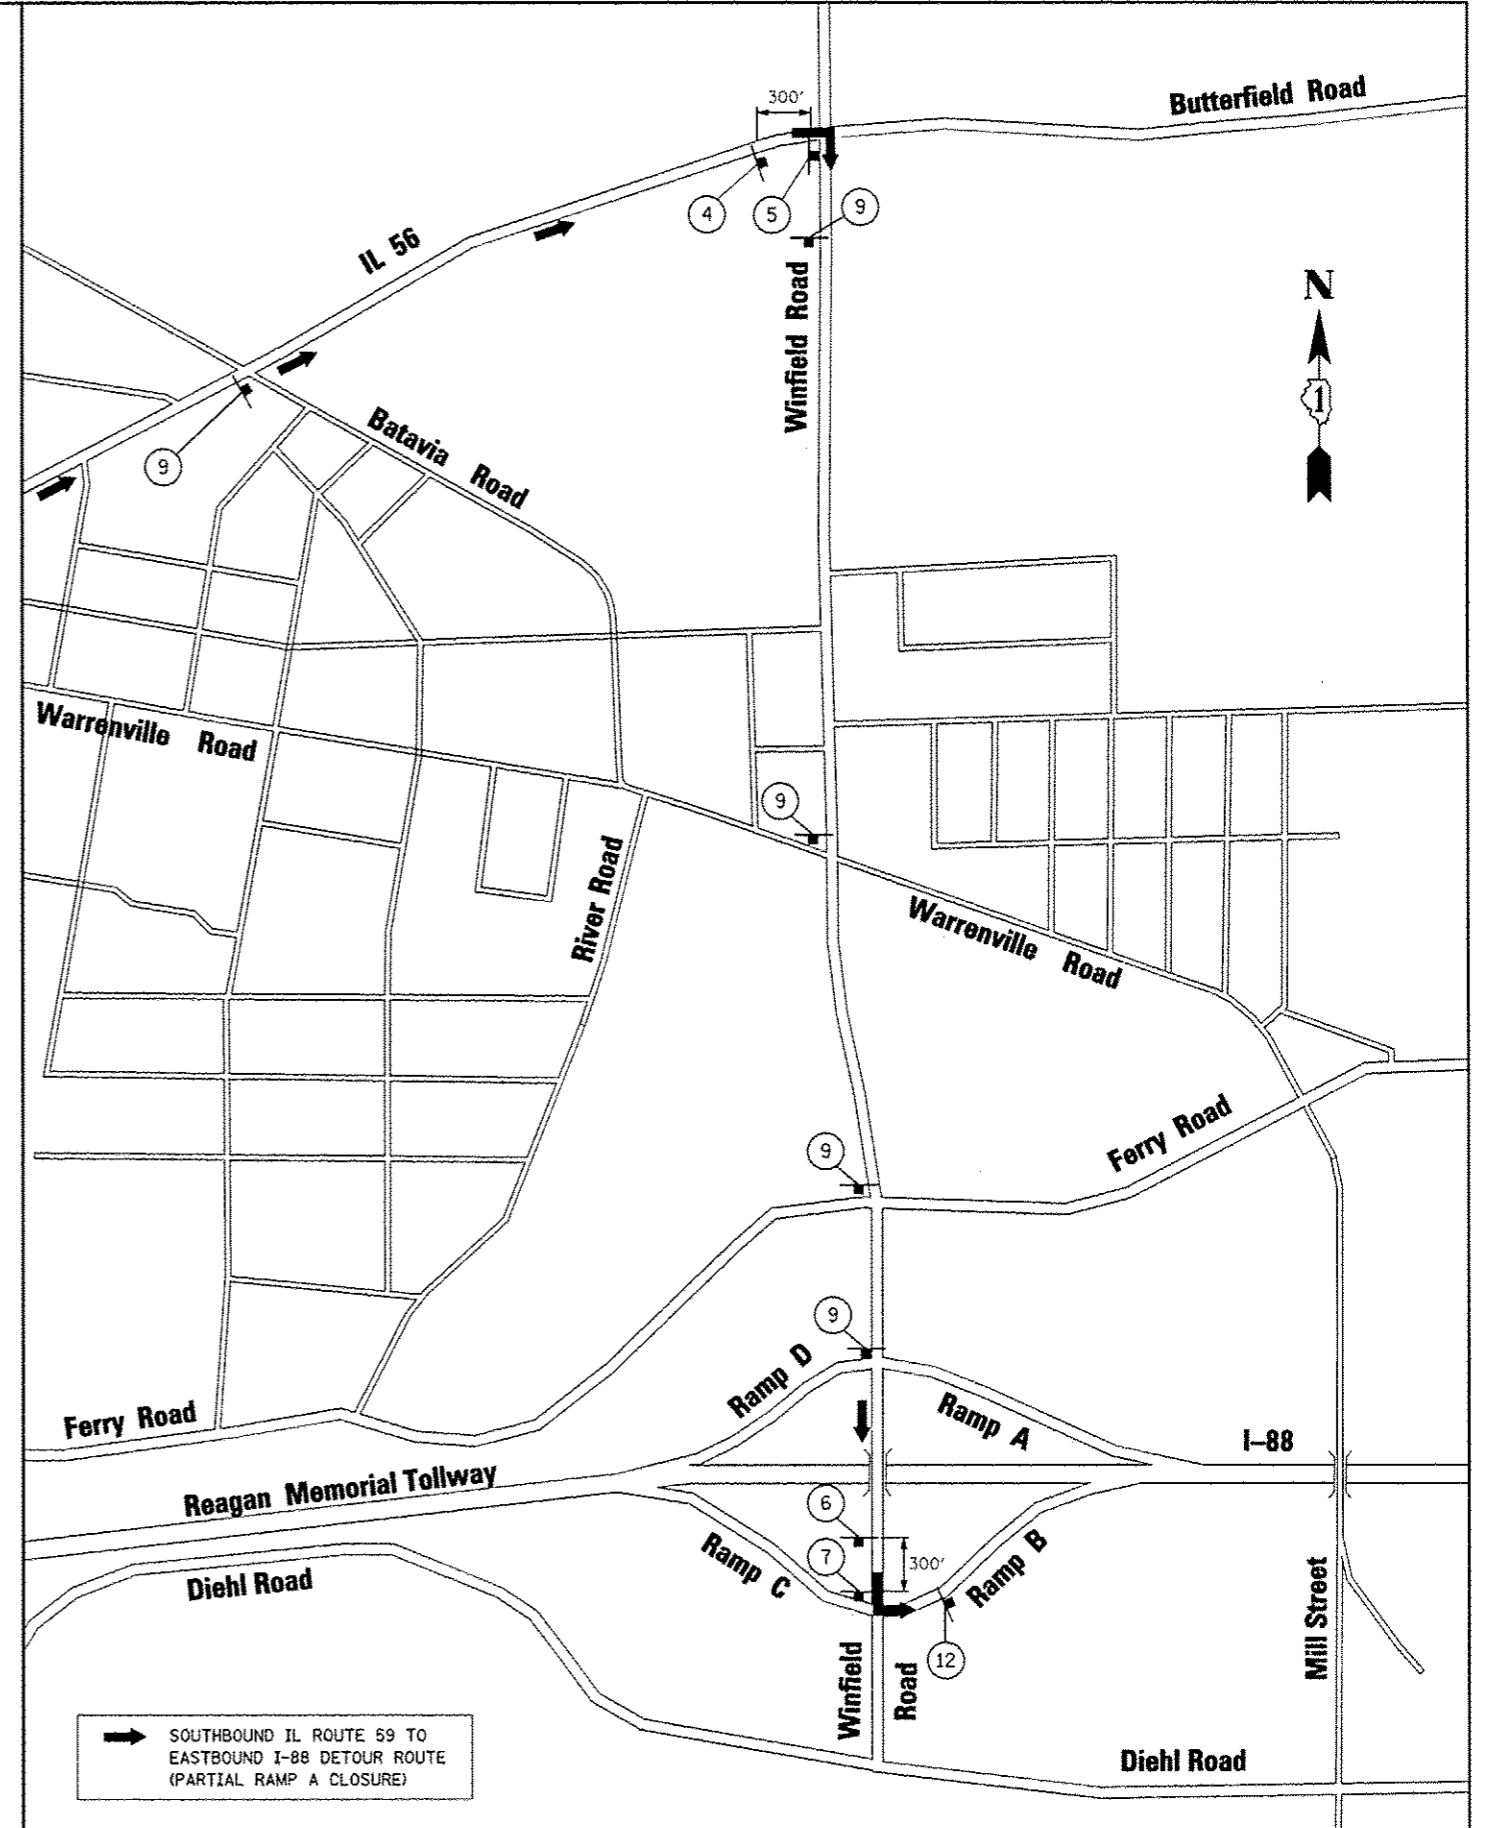 300'
Butterfield Road
4
5
9
IL 56
Winfield Road
N
1
Batavia Road
9
Warrenville Road
9
River Road
Warrenville Road
Ferry Road
9
9
Ramp D
Ramp A
Ferry Road
I-88
Reagan Memorial Tollway
6
7
300'
Ramp C
Ramp B
Diehl Road
Mill Street
12
Winfield Road
SOUTHBOUND IL ROUTE 59 TO
EASTBOUND I-88 DETOUR ROUTE
(PARTIAL RAMP A CLOSURE)
Diehl Road